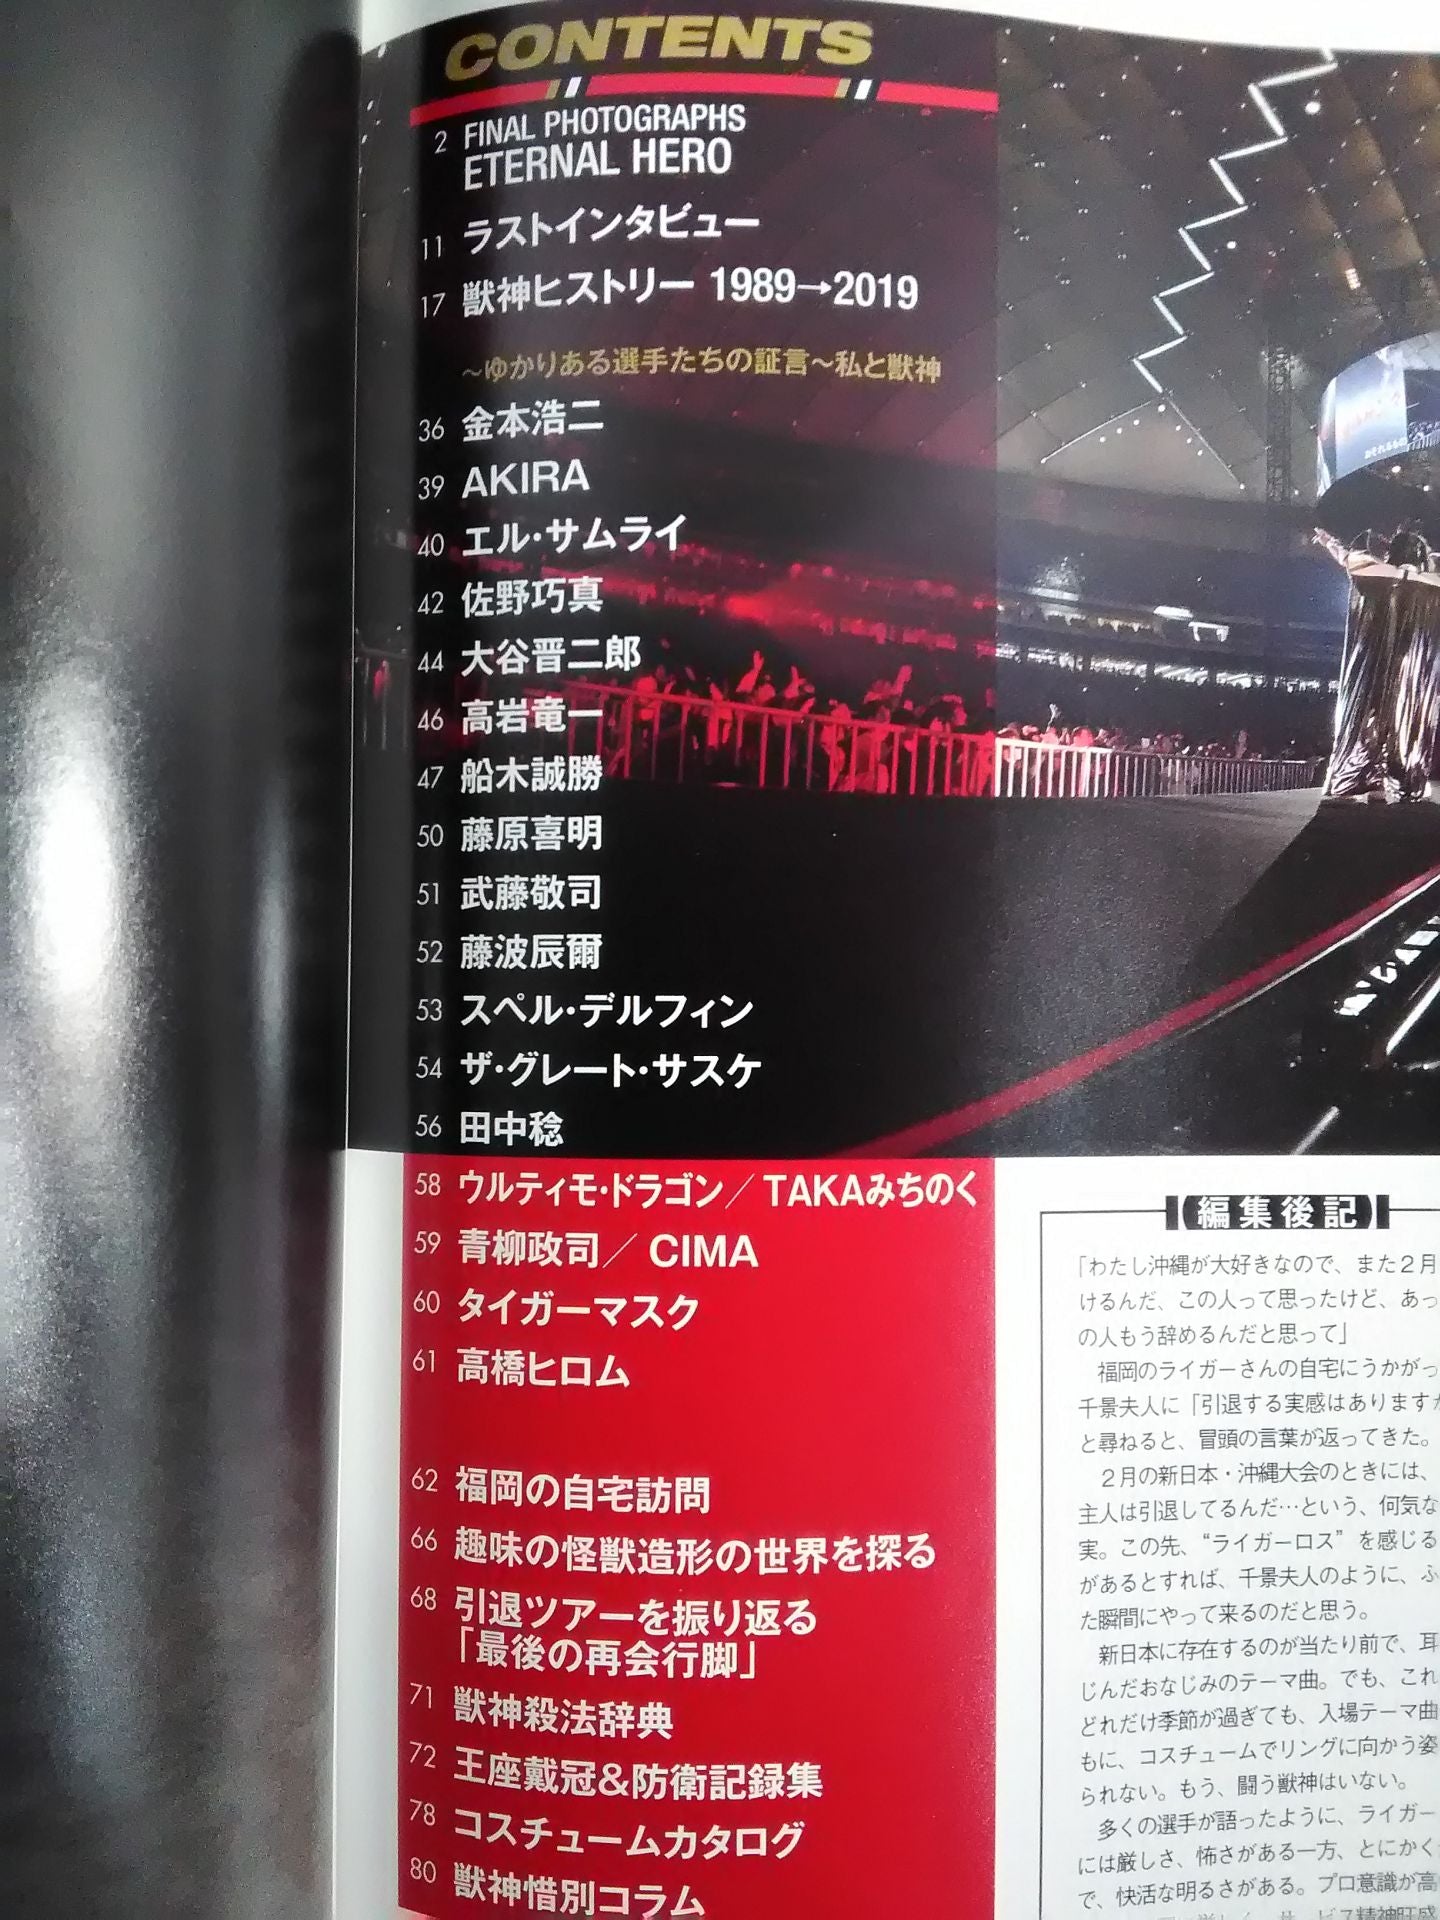 CONTENTS
2 FINAL PHOTOGRAPHS
ETERNAL HERO
11 ラストインタビュー
17 獣神ヒストリー 1989→2019
～ゆかりある選手たちの証言～私と獣神
36 金本浩二
39 AKIRA
40 エル・サムライ
42 佐野巧真
44 大谷晋二郎
46 高岩竜一
47 船木誠勝
50 藤原喜明
51 武藤敬司
52 藤波辰爾
53 スペル・デルフィン
54 ザ・グレート・サスケ
56 田中稔
58 ウルティモ・ドラゴン／TAKAみちのく
59 青柳政司／CIMA
60 タイガーマスク
61 高橋ヒロム
62 福岡の自宅訪問
66 趣味の怪獣造形の世界を探る
68 引退ツアーを振り返る
「最後の再会行脚」
71 獣神殺法辞典
72 王座戴冠&防衛記録集
78 コスチュームカタログ
80 獣神惜別コラム
【編集後記】
「わたし沖縄が大好きなので、また2月
けるんだ、この人って思ったけど、あっ
の人もう辞めるんだと思って」
福岡のライガーさんの自宅にうかがっ
千景夫人に「引退する実感はあります
と尋ねると、冒頭の言葉が返ってきた。
2月の新日本・沖縄大会のときには、
主人は引退してるんだ…という、何気な
実。この先、“ライガーロス”を感じる
があるとすれば、千景夫人のように、ふ
た瞬間にやって来るのだと思う。
新日本に存在するのが当たり前で、耳
じんだおなじみのテーマ曲。でも、これ
どれだけ季節が過ぎても、入場テーマ曲
もに、コスチュームでリングに向かう姿
られない。もう、闘う獣神はいない。
多くの選手が語ったように、ライガー
には厳しさ、怖さがある一方、とにかく
で、快活な明るさがある。プロ意識が高